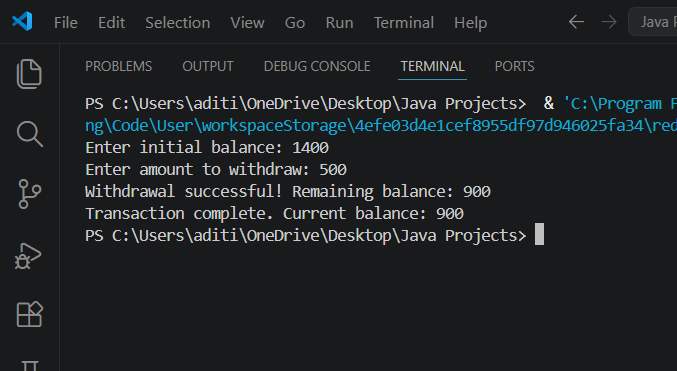 File Edit Selection View Go Run Terminal Help Java
PROBLEMS OUTPUT DEBUG CONSOLE TERMINAL PORTS
PS C:\Users\aditi\OneDrive\Desktop\Java Projects>  & 'C:\Program
ng\Code\User\workspaceStorage\4efe03d4e1cef8955df97d946025fa34\red
Enter initial balance: 1400
Enter amount to withdraw: 500
Withdrawal successful! Remaining balance: 900
Transaction complete. Current balance: 900
PS C:\Users\aditi\OneDrive\Desktop\Java Projects>